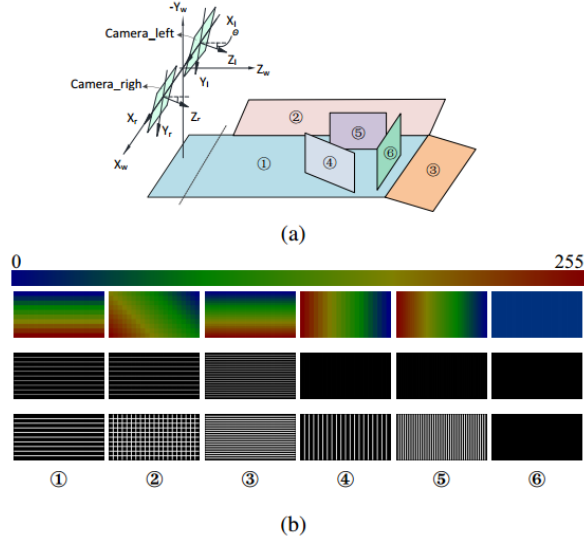 -Y_w
Camera_left
X_l
θ
Z_l
Y_l
Z_w
Camera_righ
X_r
Z_r
Y_r
X_w
②
⑤
①
④
⑥
③
(a)
0 255
① ② ③ ④ ⑤ ⑥
(b)